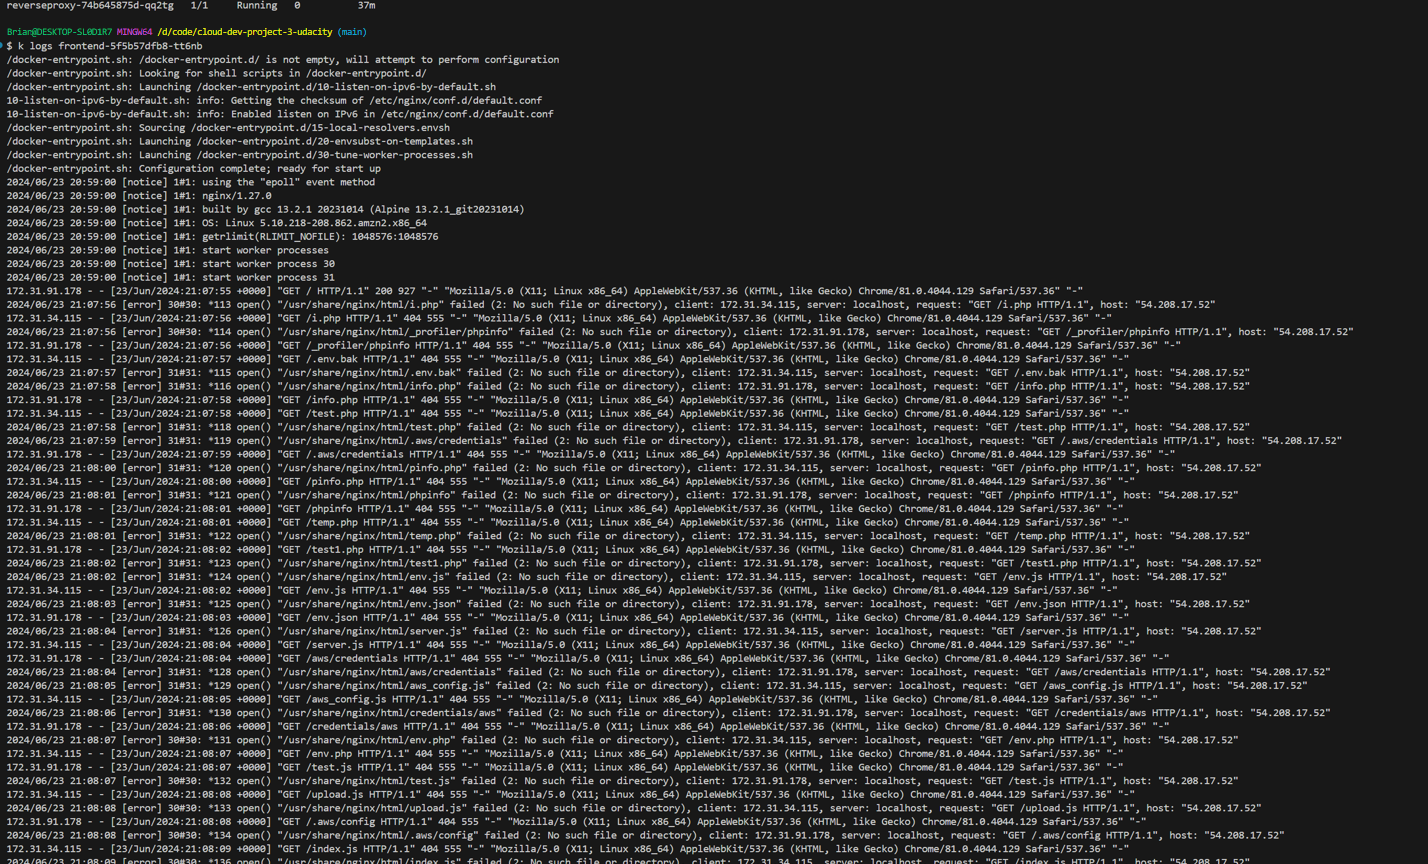 reverseproxy-74b645875d-qq2tg   1/1     Running   0          37m
Brian@DESKTOP-SL0D1R7 MINGW64 /d/code/cloud-dev-project-3-udacity (main)
$ k logs frontend-5f5b57dfb8-tt6nb
/docker-entrypoint.sh: /docker-entrypoint.d/ is not empty, will attempt to perform configuration
/docker-entrypoint.sh: Looking for shell scripts in /docker-entrypoint.d/
/docker-entrypoint.sh: Launching /docker-entrypoint.d/10-listen-on-ipv6-by-default.sh
10-listen-on-ipv6-by-default.sh: info: Getting the checksum of /etc/nginx/conf.d/default.conf
10-listen-on-ipv6-by-default.sh: info: Enabled listen on IPv6 in /etc/nginx/conf.d/default.conf
/docker-entrypoint.sh: Sourcing /docker-entrypoint.d/15-local-resolvers.envsh
/docker-entrypoint.sh: Launching /docker-entrypoint.d/20-envsubst-on-templates.sh
/docker-entrypoint.sh: Launching /docker-entrypoint.d/30-tune-worker-processes.sh
/docker-entrypoint.sh: Configuration complete; ready for start up
2024/06/23 20:59:00 [notice] 1#1: using the "epoll" event method
2024/06/23 20:59:00 [notice] 1#1: nginx/1.27.0
2024/06/23 20:59:00 [notice] 1#1: built by gcc 13.2.1 20231014 (Alpine 13.2.1_git20231014)
2024/06/23 20:59:00 [notice] 1#1: OS: Linux 5.10.218-208.862.amzn2.x86_64
2024/06/23 20:59:00 [notice] 1#1: getrlimit(RLIMIT_NOFILE): 1048576:1048576
2024/06/23 20:59:00 [notice] 1#1: start worker processes
2024/06/23 20:59:00 [notice] 1#1: start worker process 30
2024/06/23 20:59:00 [notice] 1#1: start worker process 31
172.31.91.178 - - [23/Jun/2024:21:07:55 +0000] "GET / HTTP/1.1" 200 927 "-" "Mozilla/5.0 (X11; Linux x86_64) AppleWebKit/537.36 (KHTML, like Gecko) Chrome/81.0.4044.129 Safari/537.36" "-"
2024/06/23 21:07:56 [error] 30#30: *113 open() "/usr/share/nginx/html/i.php" failed (2: No such file or directory), client: 172.31.34.115, server: localhost, request: "GET /i.php HTTP/1.1", host: "54.208.17.52"
172.31.34.115 - - [23/Jun/2024:21:07:56 +0000] "GET /i.php HTTP/1.1" 404 555 "-" "Mozilla/5.0 (X11; Linux x86_64) AppleWebKit/537.36 (KHTML, like Gecko) Chrome/81.0.4044.129 Safari/537.36" "-"
2024/06/23 21:07:56 [error] 30#30: *114 open() "/usr/share/nginx/html/_profiler/phpinfo" failed (2: No such file or directory), client: 172.31.91.178, server: localhost, request: "GET /_profiler/phpinfo HTTP/1.1", host: "54.208.17.52"
172.31.91.178 - - [23/Jun/2024:21:07:56 +0000] "GET /_profiler/phpinfo HTTP/1.1" 404 555 "-" "Mozilla/5.0 (X11; Linux x86_64) AppleWebKit/537.36 (KHTML, like Gecko) Chrome/81.0.4044.129 Safari/537.36" "-"
172.31.34.115 - - [23/Jun/2024:21:07:57 +0000] "GET /.env.bak HTTP/1.1" 404 555 "-" "Mozilla/5.0 (X11; Linux x86_64) AppleWebKit/537.36 (KHTML, like Gecko) Chrome/81.0.4044.129 Safari/537.36" "-"
2024/06/23 21:07:57 [error] 31#31: *115 open() "/usr/share/nginx/html/.env.bak" failed (2: No such file or directory), client: 172.31.34.115, server: localhost, request: "GET /.env.bak HTTP/1.1", host: "54.208.17.52"
2024/06/23 21:07:58 [error] 31#31: *116 open() "/usr/share/nginx/html/info.php" failed (2: No such file or directory), client: 172.31.91.178, server: localhost, request: "GET /info.php HTTP/1.1", host: "54.208.17.52"
172.31.91.178 - - [23/Jun/2024:21:07:58 +0000] "GET /info.php HTTP/1.1" 404 555 "-" "Mozilla/5.0 (X11; Linux x86_64) AppleWebKit/537.36 (KHTML, like Gecko) Chrome/81.0.4044.129 Safari/537.36" "-"
172.31.34.115 - - [23/Jun/2024:21:07:58 +0000] "GET /test.php HTTP/1.1" 404 555 "-" "Mozilla/5.0 (X11; Linux x86_64) AppleWebKit/537.36 (KHTML, like Gecko) Chrome/81.0.4044.129 Safari/537.36" "-"
2024/06/23 21:07:58 [error] 31#31: *118 open() "/usr/share/nginx/html/test.php" failed (2: No such file or directory), client: 172.31.34.115, server: localhost, request: "GET /test.php HTTP/1.1", host: "54.208.17.52"
2024/06/23 21:07:59 [error] 31#31: *119 open() "/usr/share/nginx/html/.aws/credentials" failed (2: No such file or directory), client: 172.31.91.178, server: localhost, request: "GET /.aws/credentials HTTP/1.1", host: "54.208.17.52"
172.31.91.178 - - [23/Jun/2024:21:07:59 +0000] "GET /.aws/credentials HTTP/1.1" 404 555 "-" "Mozilla/5.0 (X11; Linux x86_64) AppleWebKit/537.36 (KHTML, like Gecko) Chrome/81.0.4044.129 Safari/537.36" "-"
2024/06/23 21:08:00 [error] 31#31: *120 open() "/usr/share/nginx/html/pinfo.php" failed (2: No such file or directory), client: 172.31.34.115, server: localhost, request: "GET /pinfo.php HTTP/1.1", host: "54.208.17.52"
172.31.34.115 - - [23/Jun/2024:21:08:00 +0000] "GET /pinfo.php HTTP/1.1" 404 555 "-" "Mozilla/5.0 (X11; Linux x86_64) AppleWebKit/537.36 (KHTML, like Gecko) Chrome/81.0.4044.129 Safari/537.36" "-"
2024/06/23 21:08:01 [error] 31#31: *121 open() "/usr/share/nginx/html/phpinfo" failed (2: No such file or directory), client: 172.31.91.178, server: localhost, request: "GET /phpinfo HTTP/1.1", host: "54.208.17.52"
172.31.91.178 - - [23/Jun/2024:21:08:01 +0000] "GET /phpinfo HTTP/1.1" 404 555 "-" "Mozilla/5.0 (X11; Linux x86_64) AppleWebKit/537.36 (KHTML, like Gecko) Chrome/81.0.4044.129 Safari/537.36" "-"
172.31.34.115 - - [23/Jun/2024:21:08:01 +0000] "GET /temp.php HTTP/1.1" 404 555 "-" "Mozilla/5.0 (X11; Linux x86_64) AppleWebKit/537.36 (KHTML, like Gecko) Chrome/81.0.4044.129 Safari/537.36" "-"
2024/06/23 21:08:01 [error] 31#31: *122 open() "/usr/share/nginx/html/temp.php" failed (2: No such file or directory), client: 172.31.34.115, server: localhost, request: "GET /temp.php HTTP/1.1", host: "54.208.17.52"
172.31.91.178 - - [23/Jun/2024:21:08:02 +0000] "GET /test1.php HTTP/1.1" 404 555 "-" "Mozilla/5.0 (X11; Linux x86_64) AppleWebKit/537.36 (KHTML, like Gecko) Chrome/81.0.4044.129 Safari/537.36" "-"
2024/06/23 21:08:02 [error] 31#31: *123 open() "/usr/share/nginx/html/test1.php" failed (2: No such file or directory), client: 172.31.91.178, server: localhost, request: "GET /test1.php HTTP/1.1", host: "54.208.17.52"
2024/06/23 21:08:02 [error] 31#31: *124 open() "/usr/share/nginx/html/env.js" failed (2: No such file or directory), client: 172.31.34.115, server: localhost, request: "GET /env.js HTTP/1.1", host: "54.208.17.52"
172.31.34.115 - - [23/Jun/2024:21:08:02 +0000] "GET /env.js HTTP/1.1" 404 555 "-" "Mozilla/5.0 (X11; Linux x86_64) AppleWebKit/537.36 (KHTML, like Gecko) Chrome/81.0.4044.129 Safari/537.36" "-"
2024/06/23 21:08:03 [error] 31#31: *125 open() "/usr/share/nginx/html/env.json" failed (2: No such file or directory), client: 172.31.91.178, server: localhost, request: "GET /env.json HTTP/1.1", host: "54.208.17.52"
172.31.91.178 - - [23/Jun/2024:21:08:03 +0000] "GET /env.json HTTP/1.1" 404 555 "-" "Mozilla/5.0 (X11; Linux x86_64) AppleWebKit/537.36 (KHTML, like Gecko) Chrome/81.0.4044.129 Safari/537.36" "-"
2024/06/23 21:08:04 [error] 31#31: *126 open() "/usr/share/nginx/html/server.js" failed (2: No such file or directory), client: 172.31.34.115, server: localhost, request: "GET /server.js HTTP/1.1", host: "54.208.17.52"
172.31.34.115 - - [23/Jun/2024:21:08:04 +0000] "GET /server.js HTTP/1.1" 404 555 "-" "Mozilla/5.0 (X11; Linux x86_64) AppleWebKit/537.36 (KHTML, like Gecko) Chrome/81.0.4044.129 Safari/537.36" "-"
172.31.91.178 - - [23/Jun/2024:21:08:04 +0000] "GET /aws/credentials HTTP/1.1" 404 555 "-" "Mozilla/5.0 (X11; Linux x86_64) AppleWebKit/537.36 (KHTML, like Gecko) Chrome/81.0.4044.129 Safari/537.36" "-"
2024/06/23 21:08:04 [error] 31#31: *128 open() "/usr/share/nginx/html/aws/credentials" failed (2: No such file or directory), client: 172.31.91.178, server: localhost, request: "GET /aws/credentials HTTP/1.1", host: "54.208.17.52"
2024/06/23 21:08:05 [error] 31#31: *129 open() "/usr/share/nginx/html/aws_config.js" failed (2: No such file or directory), client: 172.31.34.115, server: localhost, request: "GET /aws_config.js HTTP/1.1", host: "54.208.17.52"
172.31.34.115 - - [23/Jun/2024:21:08:05 +0000] "GET /aws_config.js HTTP/1.1" 404 555 "-" "Mozilla/5.0 (X11; Linux x86_64) AppleWebKit/537.36 (KHTML, like Gecko) Chrome/81.0.4044.129 Safari/537.36" "-"
2024/06/23 21:08:06 [error] 31#31: *130 open() "/usr/share/nginx/html/credentials/aws" failed (2: No such file or directory), client: 172.31.91.178, server: localhost, request: "GET /credentials/aws HTTP/1.1", host: "54.208.17.52"
172.31.91.178 - - [23/Jun/2024:21:08:06 +0000] "GET /credentials/aws HTTP/1.1" 404 555 "-" "Mozilla/5.0 (X11; Linux x86_64) AppleWebKit/537.36 (KHTML, like Gecko) Chrome/81.0.4044.129 Safari/537.36" "-"
2024/06/23 21:08:07 [error] 30#30: *131 open() "/usr/share/nginx/html/env.php" failed (2: No such file or directory), client: 172.31.34.115, server: localhost, request: "GET /env.php HTTP/1.1", host: "54.208.17.52"
172.31.34.115 - - [23/Jun/2024:21:08:07 +0000] "GET /env.php HTTP/1.1" 404 555 "-" "Mozilla/5.0 (X11; Linux x86_64) AppleWebKit/537.36 (KHTML, like Gecko) Chrome/81.0.4044.129 Safari/537.36" "-"
172.31.91.178 - - [23/Jun/2024:21:08:07 +0000] "GET /test.js HTTP/1.1" 404 555 "-" "Mozilla/5.0 (X11; Linux x86_64) AppleWebKit/537.36 (KHTML, like Gecko) Chrome/81.0.4044.129 Safari/537.36" "-"
2024/06/23 21:08:07 [error] 30#30: *132 open() "/usr/share/nginx/html/test.js" failed (2: No such file or directory), client: 172.31.91.178, server: localhost, request: "GET /test.js HTTP/1.1", host: "54.208.17.52"
172.31.34.115 - - [23/Jun/2024:21:08:08 +0000] "GET /upload.js HTTP/1.1" 404 555 "-" "Mozilla/5.0 (X11; Linux x86_64) AppleWebKit/537.36 (KHTML, like Gecko) Chrome/81.0.4044.129 Safari/537.36" "-"
2024/06/23 21:08:08 [error] 30#30: *133 open() "/usr/share/nginx/html/upload.js" failed (2: No such file or directory), client: 172.31.34.115, server: localhost, request: "GET /upload.js HTTP/1.1", host: "54.208.17.52"
172.31.91.178 - - [23/Jun/2024:21:08:08 +0000] "GET /.aws/config HTTP/1.1" 404 555 "-" "Mozilla/5.0 (X11; Linux x86_64) AppleWebKit/537.36 (KHTML, like Gecko) Chrome/81.0.4044.129 Safari/537.36" "-"
2024/06/23 21:08:08 [error] 30#30: *134 open() "/usr/share/nginx/html/.aws/config" failed (2: No such file or directory), client: 172.31.91.178, server: localhost, request: "GET /.aws/config HTTP/1.1", host: "54.208.17.52"
172.31.34.115 - - [23/Jun/2024:21:08:09 +0000] "GET /index.js HTTP/1.1" 404 555 "-" "Mozilla/5.0 (X11; Linux x86_64) AppleWebKit/537.36 (KHTML, like Gecko) Chrome/81.0.4044.129 Safari/537.36" "-"
2024/06/23 21:08:09 [error] 30#30: *136 open() "/usr/share/nginx/html/index.js" failed (2: No such file or directory), client: 172.31.34.115, server: localhost, request: "GET /index.js HTTP/1.1", host: "54.208.17.52"